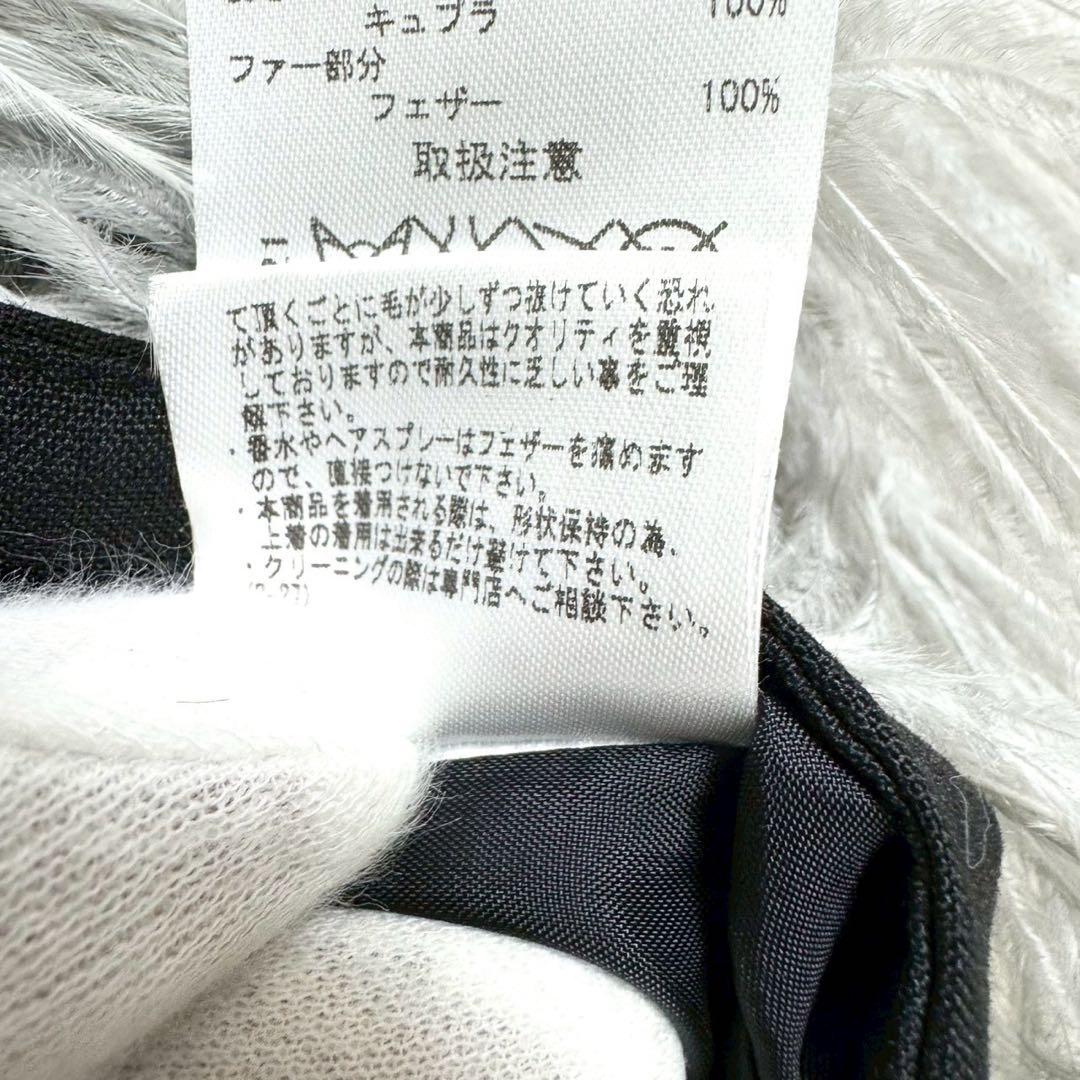 キュプラ 100%
ファー部分
フェザー 100%
取扱注意
て頂くごとに毛が少しずつ抜けていく恐れ
がありますが、本商品はクオリティを重視
しておりますので耐久性に乏しい事をご理
解下さい。
・香水やヘアスプレーはフェザーを痛めます
ので、直接つけないで下さい。
・本商品を着用される際は、形状保持の為、
上着の着用は出来るだけ避けて下さい。
・クリーニングの際は専門店へご相談下さい。